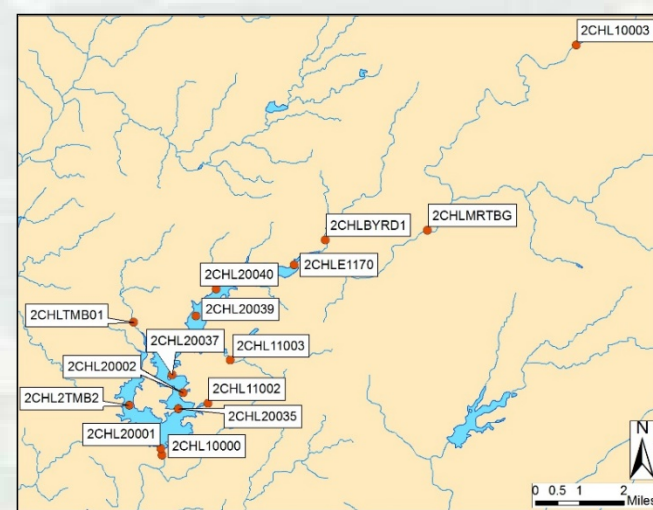 2CHL10003
2CHLBYRD1
2CHLMRTBG
2CHLE1170
2CHL20040
2CHL20039
2CHLTMB01
2CHL20037
2CHL11003
2CHL20002
2CHL2TMB2
2CHL11002
2CHL20035
2CHL20001
2CHL10000
N
0 0.5 1 2
Miles